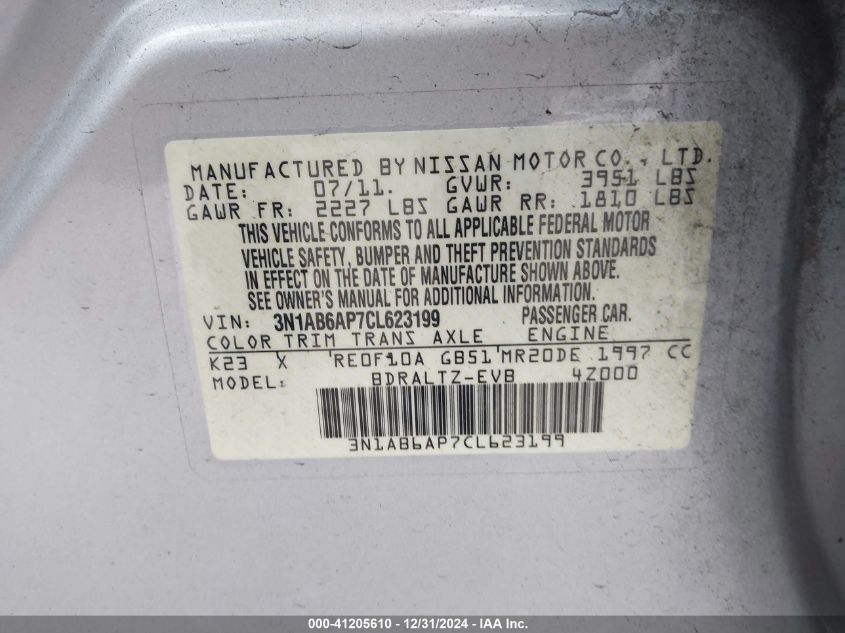 MANUFACTURED BY NISSAN MOTOR CO., LTD.
DATE: 07/11. GVWR: 3951 LBS
GAWR FR: 2227 LBS GAWR RR: 1810 LBS
THIS VEHICLE CONFORMS TO ALL APPLICABLE FEDERAL MOTOR
VEHICLE SAFETY, BUMPER AND THEFT PREVENTION STANDARDS
IN EFFECT ON THE DATE OF MANUFACTURE SHOWN ABOVE.
SEE OWNER'S MANUAL FOR ADDITIONAL INFORMATION.
VIN: 3N1AB6AP7CL623199 PASSENGER CAR.
COLOR TRIM TRANS AXLE ENGINE
K23 X RE0F10A GB51 MR20DE 1997 CC
MODEL: BDRALTZ-EVB 4Z000
3N1AB6AP7CL623199
000-41205610 - 12/31/2024 - IAA Inc.